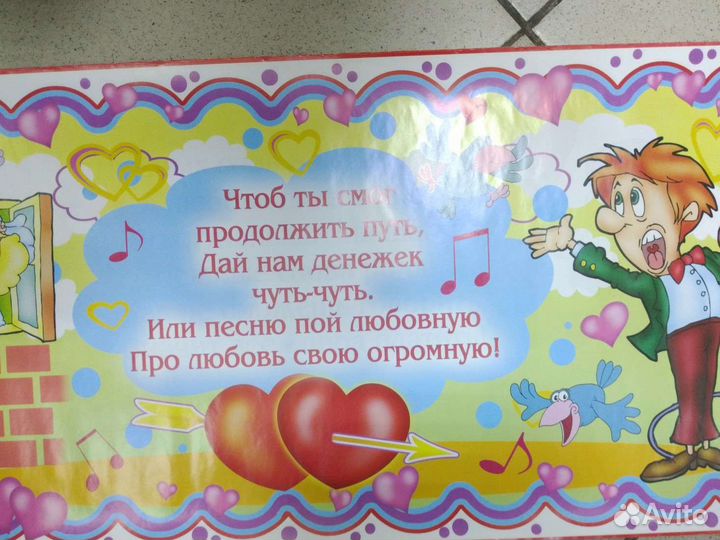 Чтоб ты смог
продолжить путь,
Дай нам денежек
чуть-чуть.
Или песню пой любовную
Про любовь свою огромную!
Avito